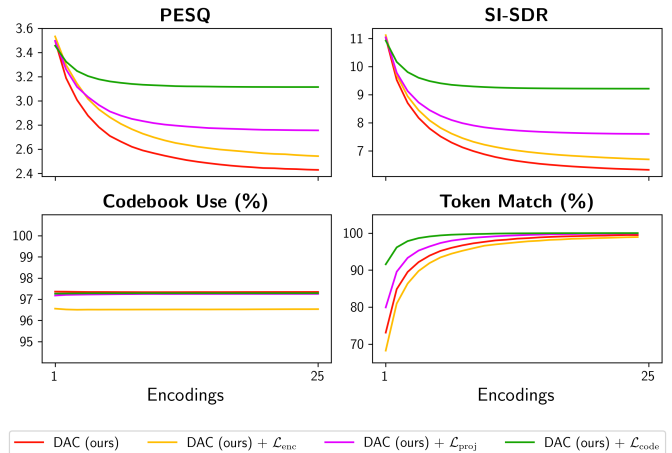 PESQ
SI-SDR
3.6
3.4
3.2
3.0
2.8
2.6
2.4
11
10
9
8
7
Codebook Use (%)
Token Match (%)
100
99
98
97
96
95
100
90
80
70
1
25
1
25
Encodings
Encodings
DAC (ours)
DAC (ours) + ℒenc
DAC (ours) + ℒproj
DAC (ours) + ℒcode